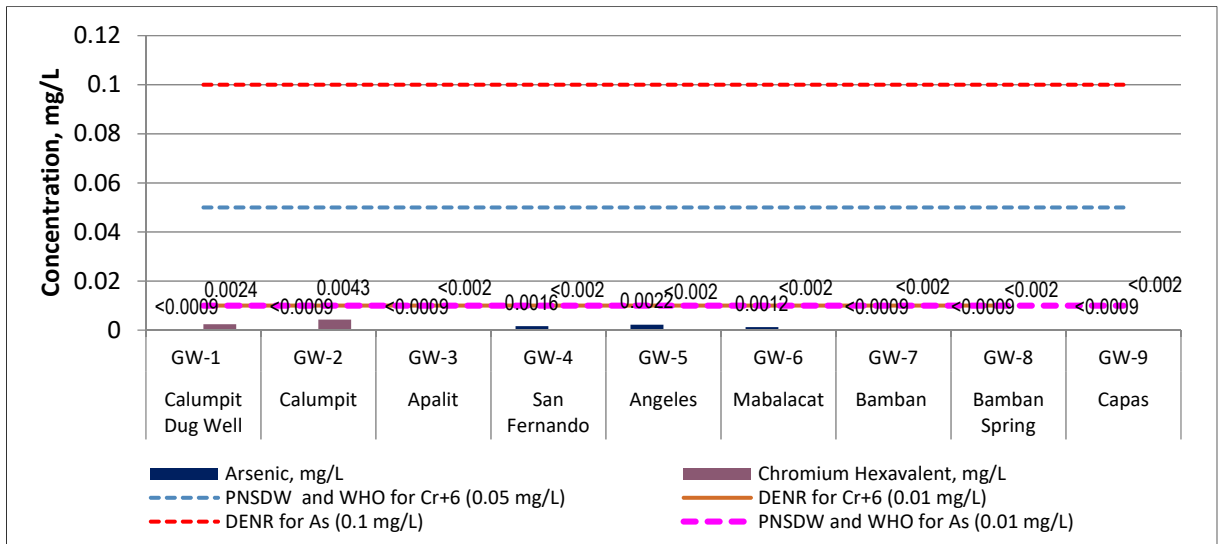 Concentration, mg/L
0.12
0.1
0.08
0.06
0.04
0.02
0
<0.0009 0.0024 <0.0009 0.0043 <0.0009 <0.002 0.0016 <0.002 0.0022 <0.002 0.0012 <0.002 <0.0009 <0.002 <0.0009 <0.002 <0.0009 <0.002
GW-1 GW-2 GW-3 GW-4 GW-5 GW-6 GW-7 GW-8 GW-9
Calumpit Calumpit Apalit San Angeles Mabalacat Bamban Bamban Capas
Dug Well Fernando Spring
Arsenic, mg/L Chromium Hexavalent, mg/L
PNSDW and WHO for Cr+6 (0.05 mg/L) DENR for Cr+6 (0.01 mg/L)
DENR for As (0.1 mg/L) PNSDW and WHO for As (0.01 mg/L)